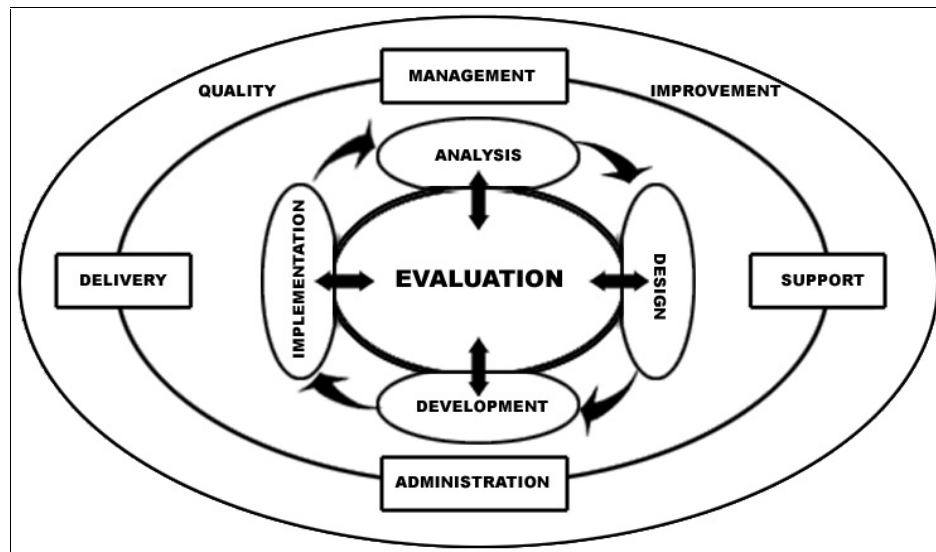 MANAGEMENT
QUALITY
IMPROVEMENT
ANALYSIS
IMPLEMENTATION
DELIVERY
EVALUATION
DESIGN
SUPPORT
DEVELOPMENT
ADMINISTRATION